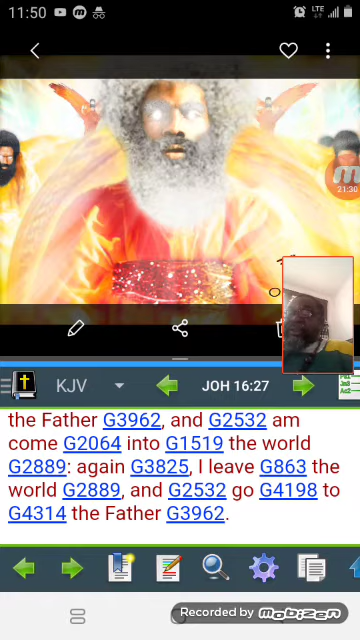 11:50
LTE
21:30
KJV
JOH 16:27
the Father G3962, and G2532 am
come G2064 into G1519 the world
G2889: again G3825, I leave G863 the
world G2889, and G2532 go G4198 to
G4314 the Father G3962.
Recorded by mobizen